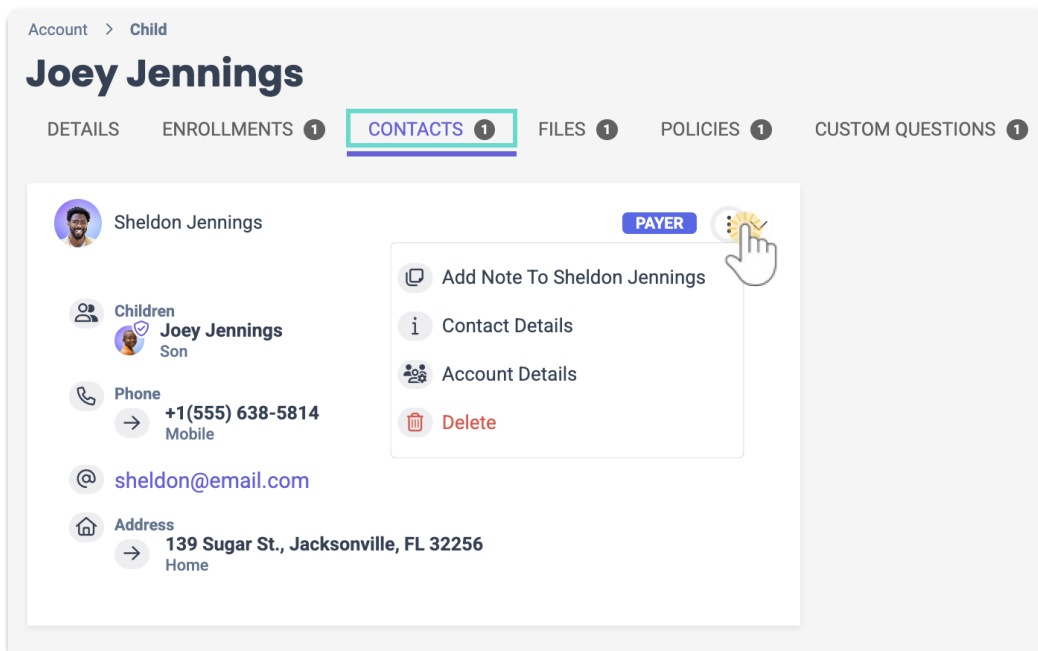 Account > Child
Joey Jennings
DETAILS ENROLLMENTS 1 CONTACTS 1 FILES 1 POLICIES 1 CUSTOM QUESTIONS 1
Sheldon Jennings PAYER
Add Note To Sheldon Jennings
Children
Contact Details
Joey Jennings
Son
Account Details
Phone
+1(555) 638-5814
Delete
Mobile
sheldon@email.com
Address
139 Sugar St., Jacksonville, FL 32256
Home